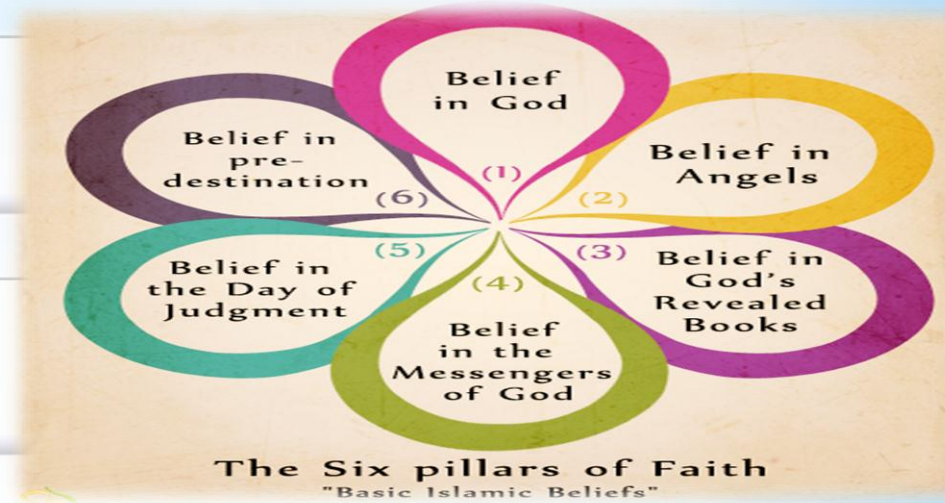 Belief
in God
(1)
Belief in
Angels
(2)
(3)
Belief in
God's
Revealed
Books
(4)
Belief
in the
Messengers
of God
(5)
Belief in
the Day of
Judgment
Belief in
pre-
destination
(6)
The Six pillars of Faith
"Basic Islamic Beliefs"